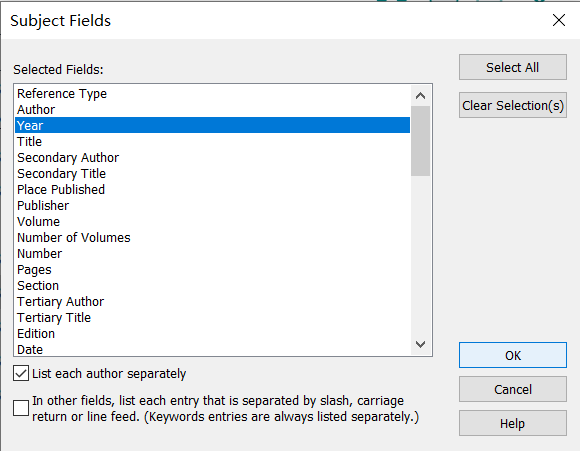 Subject Fields
Selected Fields:
Reference Type
Author
Year
Title
Secondary Author
Secondary Title
Place Published
Publisher
Volume
Number of Volumes
Number
Pages
Section
Tertiary Author
Tertiary Title
Edition
Date
List each author separately
In other fields, list each entry that is separated by slash, carriage
return or line feed. (Keywords entries are always listed separately.)
Select All
Clear Selection(s)
OK
Cancel
Help